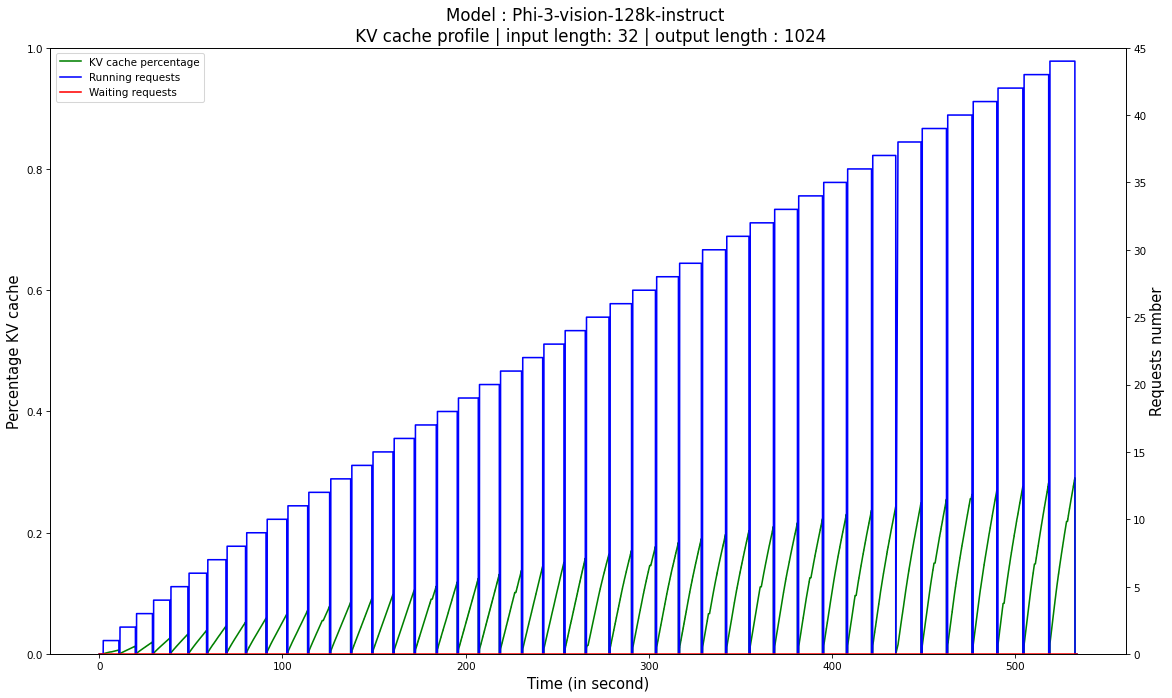 Model : Phi-3-vision-128k-instruct
KV cache profile | input length: 32 | output length : 1024
KV cache percentage
Running requests
Waiting requests
Percentage KV cache
1.0
0.8
0.6
0.4
0.2
0.0
45
40
35
30
25
20
15
10
5
0
Requests number
0 100 200 300 400 500
Time (in second)